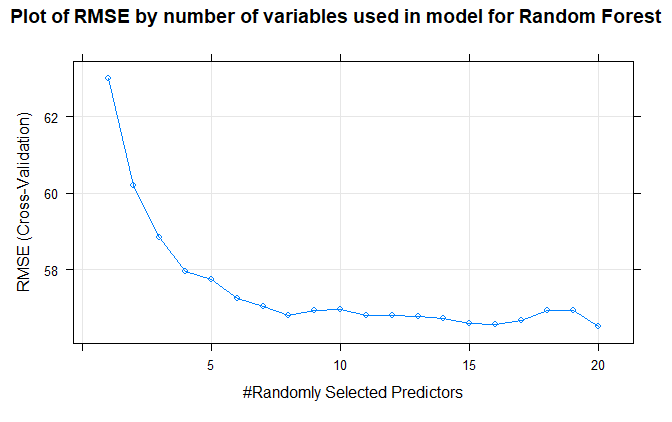 Plot of RMSE by number of variables used in model for Random Forest
62
60
58
RMSE (Cross-Validation)
5 10 15 20
#Randomly Selected Predictors